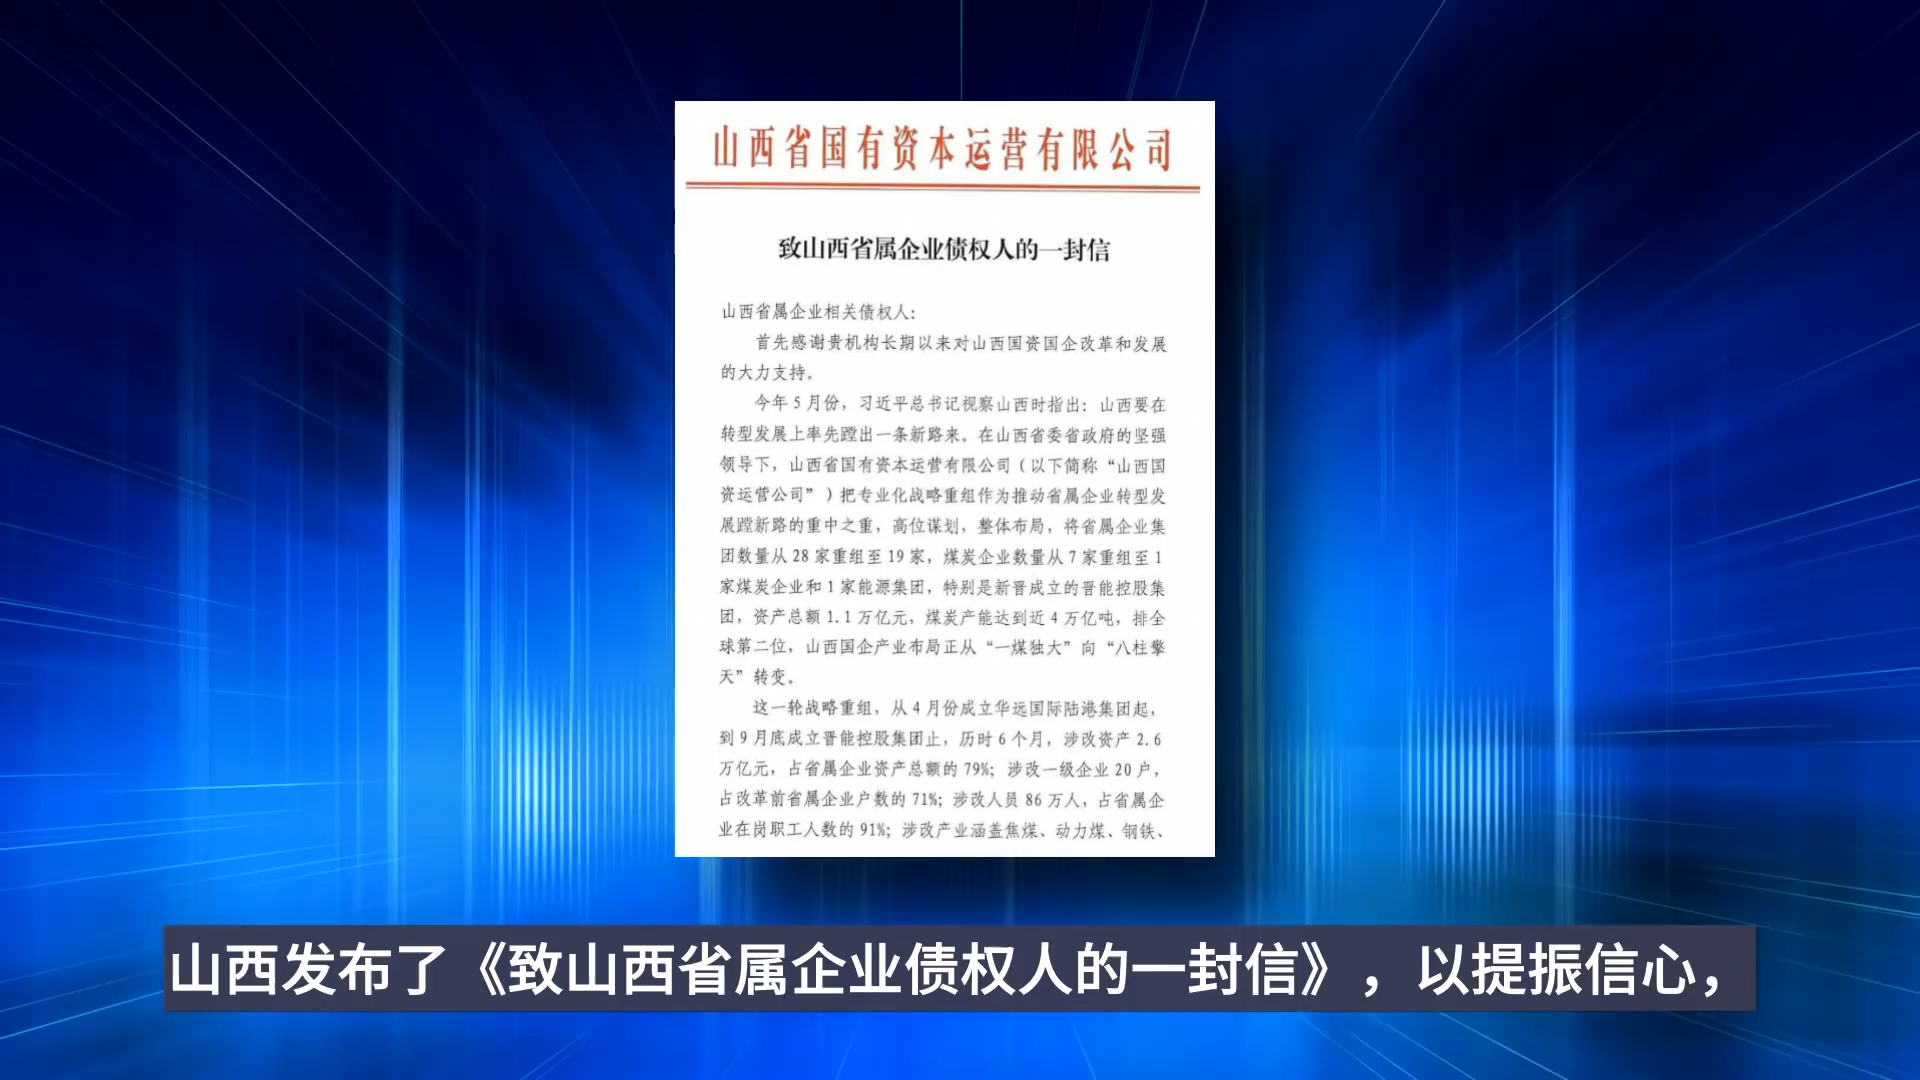 山西省国有资本运营有限公司
致山西省属企业债权人的一封信
山西省属企业相关债权人：
首先感谢贵机构长期以来对山西国资国企改革和发展
的大力支持。
今年 5 月份，习近平总书记视察山西时指出：山西要在
转型发展上率先蹚出一条新路来。在山西省委省政府的坚强
领导下，山西省国有资本运营有限公司（以下简称“山西国
资运营公司”）把专业化战略重组作为推动省属企业转型发
展蹚新路的重中之重，高位谋划，整体布局，将省属企业集
团数量从 28 家重组至 19 家，煤炭企业数量从 7 家重组至 1
家煤炭企业和 1 家能源集团，特别是新晋成立的晋能控股集
团，资产总额 1.1 万亿元，煤炭产能达到近 4 万亿吨，排全
球第二位，山西国企产业布局正从“一煤独大”向“八柱擎
天”转变。
这一轮战略重组，从 4 月份成立华远国际陆港集团起，
到 9 月底成立晋能控股集团止，历时 6 个月，涉改资产 2.6
万亿元，占省属企业资产总额的 79%；涉改一级企业 20 户，
占改革前省属企业户数的 71%；涉改人员 86 万人，占省属企
业在岗职工人数的 91%；涉改产业涵盖焦煤、动力煤、钢铁、
山西发布了《致山西省属企业债权人的一封信》，以提振信心，